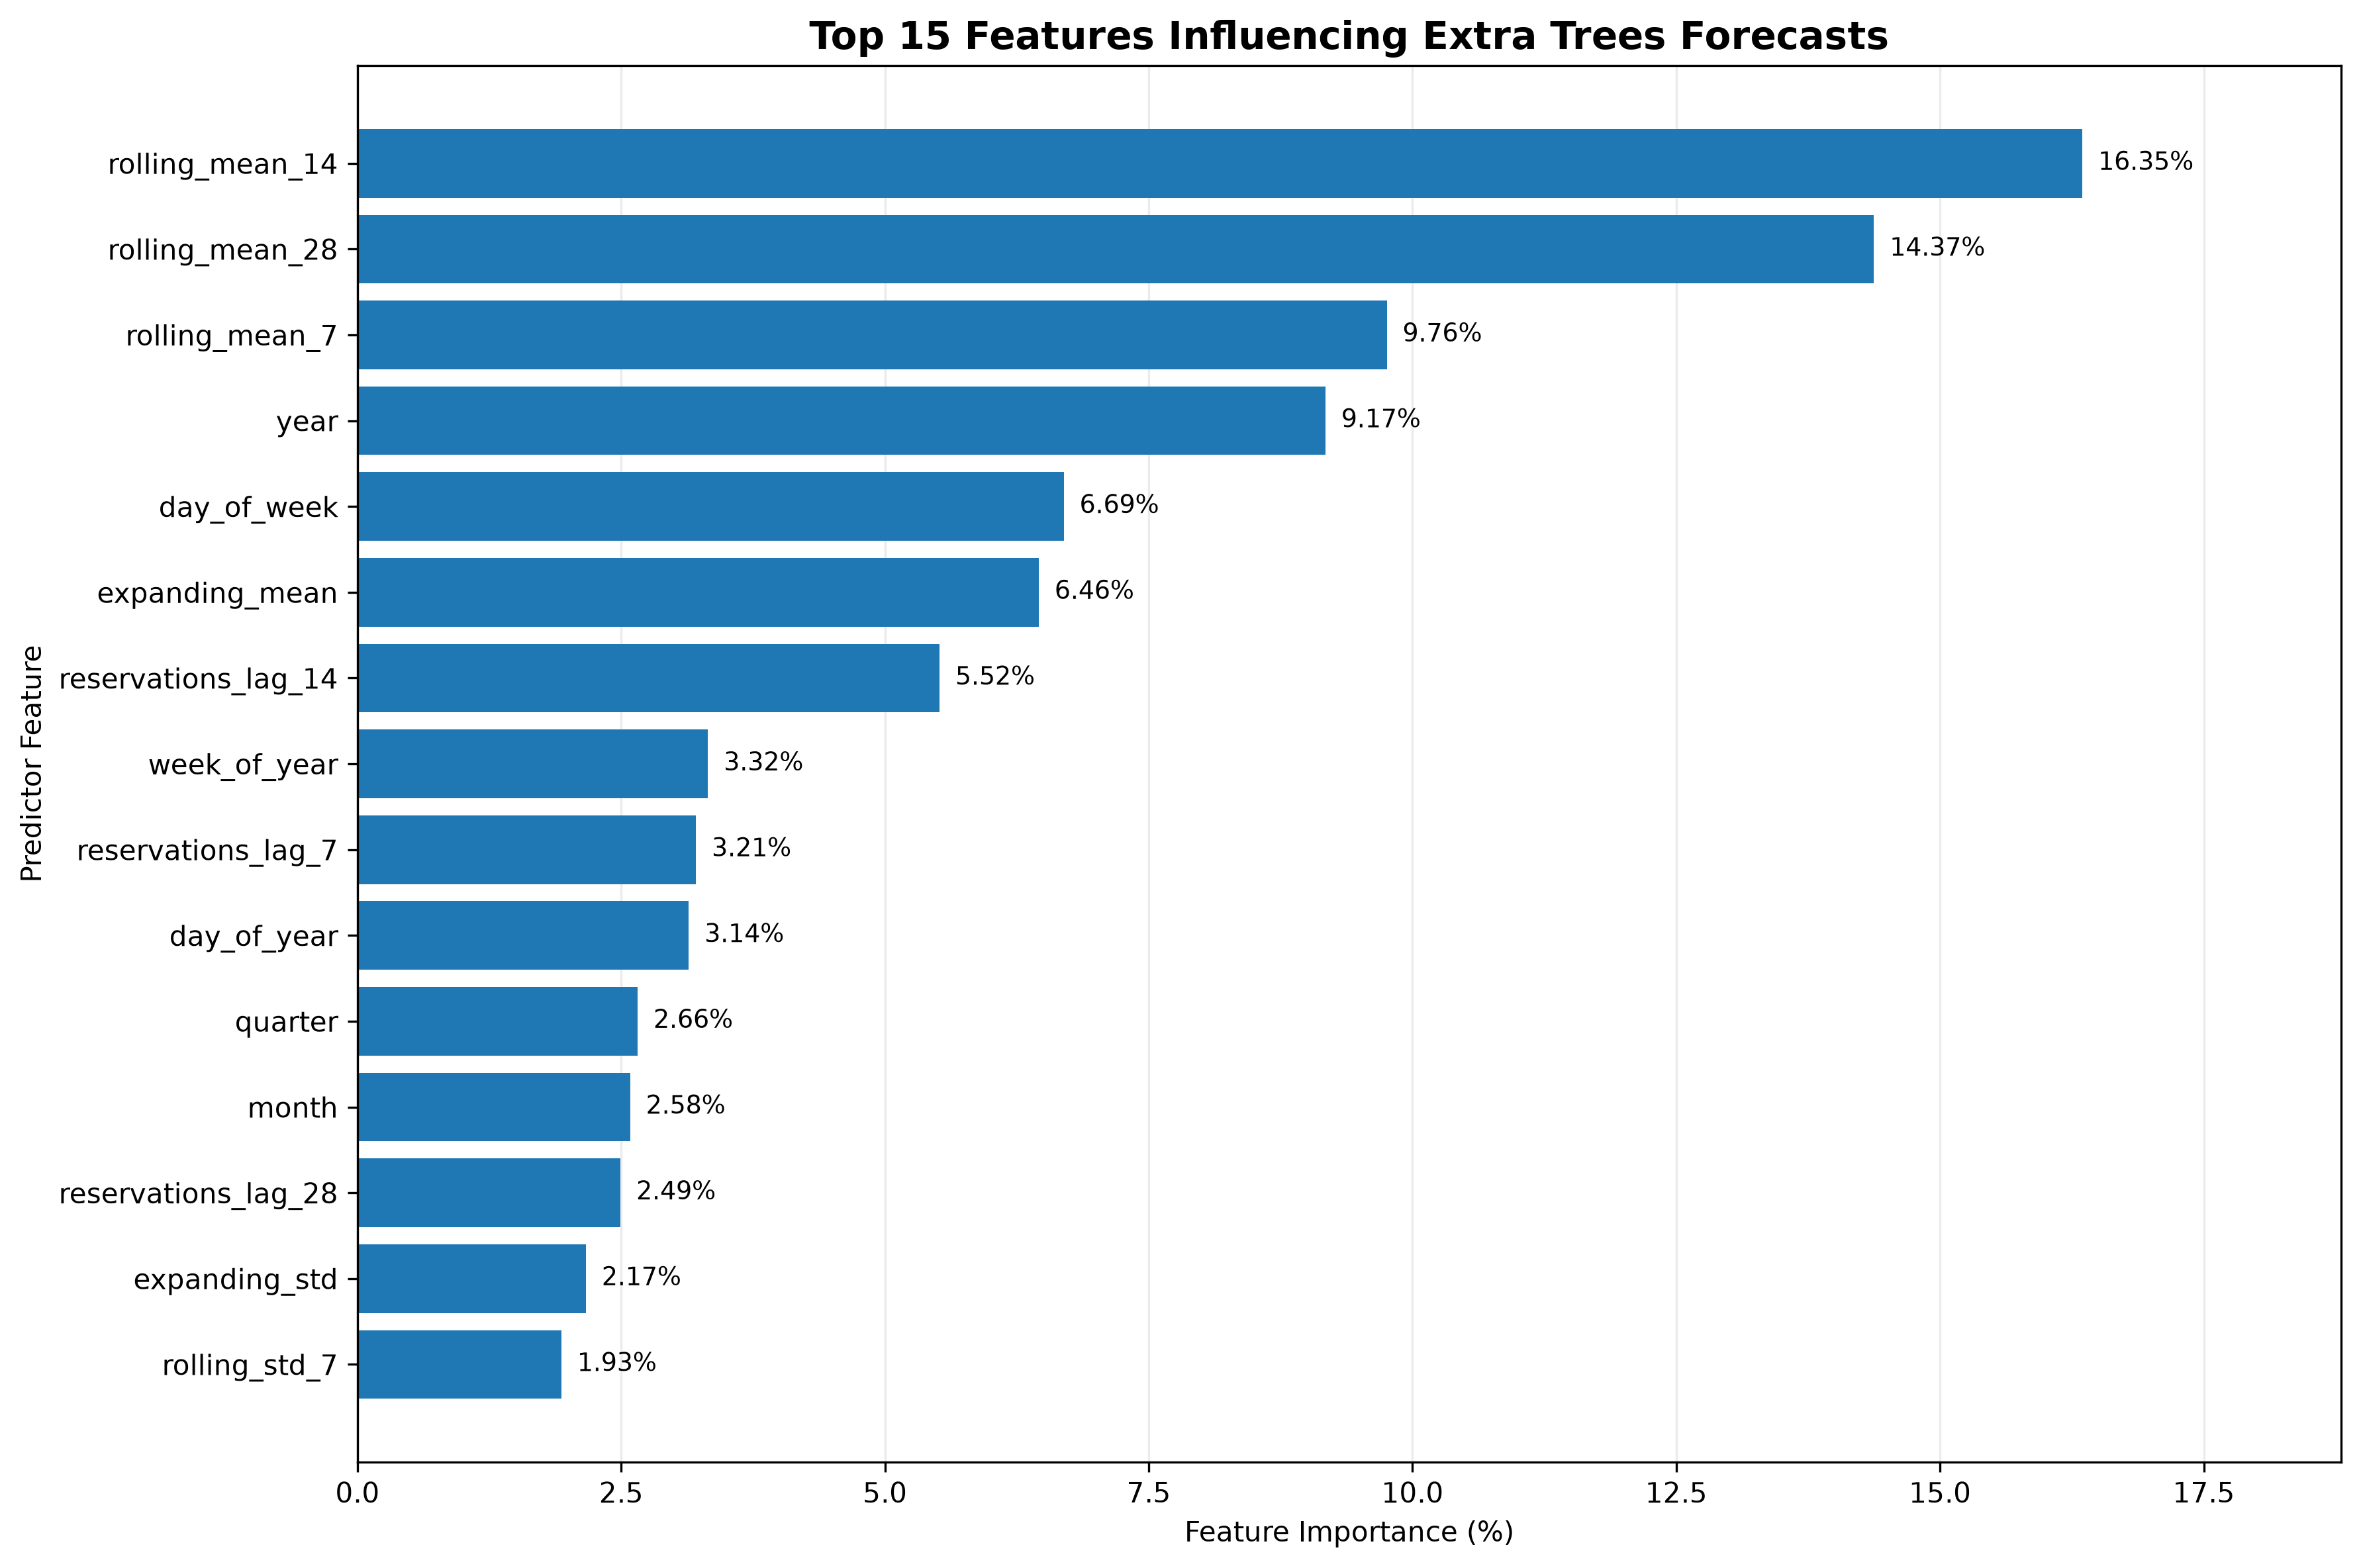 Top 15 Features Influencing Extra Trees Forecasts
Predictor Feature
rolling_mean_14 16.35%
rolling_mean_28 14.37%
rolling_mean_7 9.76%
year 9.17%
day_of_week 6.69%
expanding_mean 6.46%
reservations_lag_14 5.52%
week_of_year 3.32%
reservations_lag_7 3.21%
day_of_year 3.14%
quarter 2.66%
month 2.58%
reservations_lag_28 2.49%
expanding_std 2.17%
rolling_std_7 1.93%
0.0 2.5 5.0 7.5 10.0 12.5 15.0 17.5
Feature Importance (%)